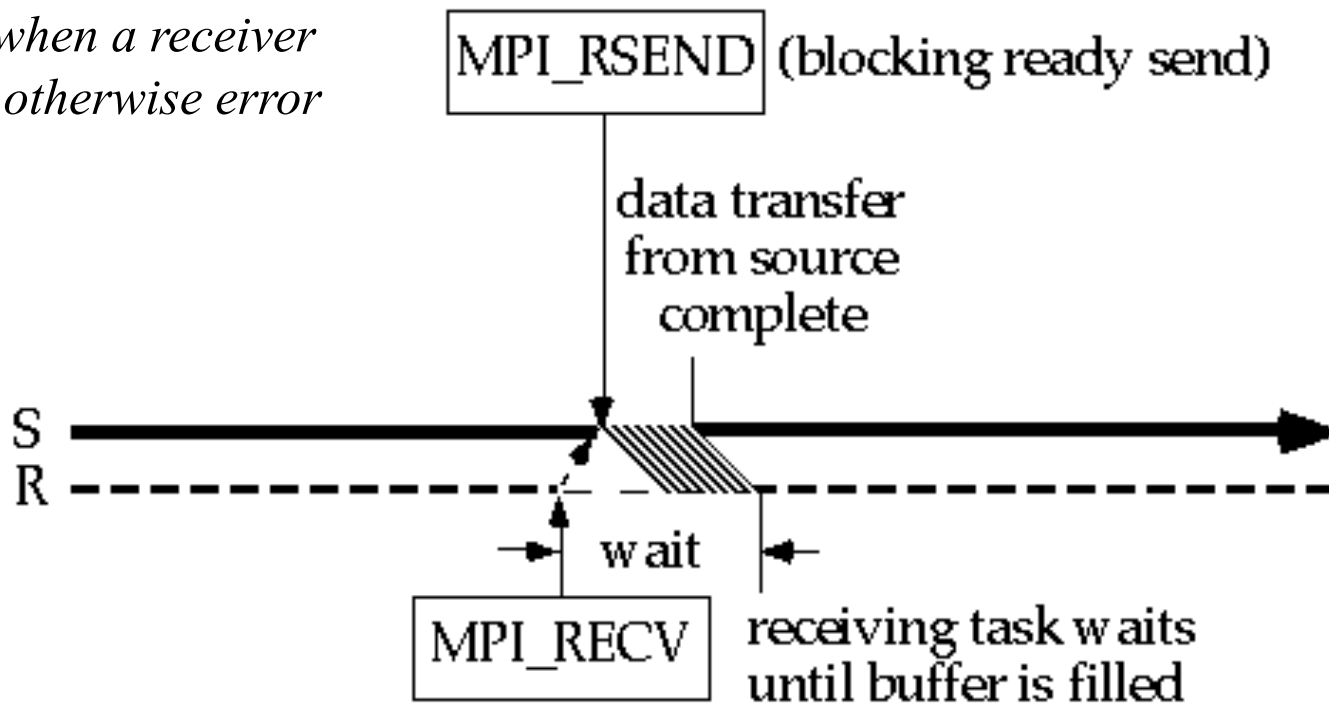 when a receiver
otherwise error
MPI_RSEND (blocking ready send)
data transfer
from source
complete
S
R
wait
MPI_RECV
receiving task waits
until buffer is filled